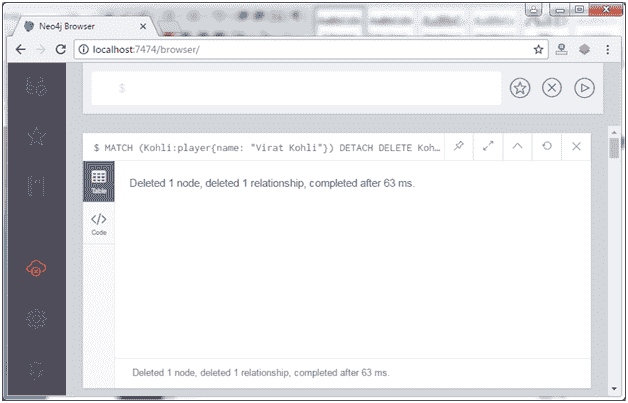 Neo4j Browser
localhost:7474/browser/
$
$ MATCH (Kohli:player{name: "Virat Kohli"}) DETACH DELETE Koh…
Table
Deleted 1 node, deleted 1 relationship, completed after 63 ms.
</> 
Code
Deleted 1 node, deleted 1 relationship, completed after 63 ms.